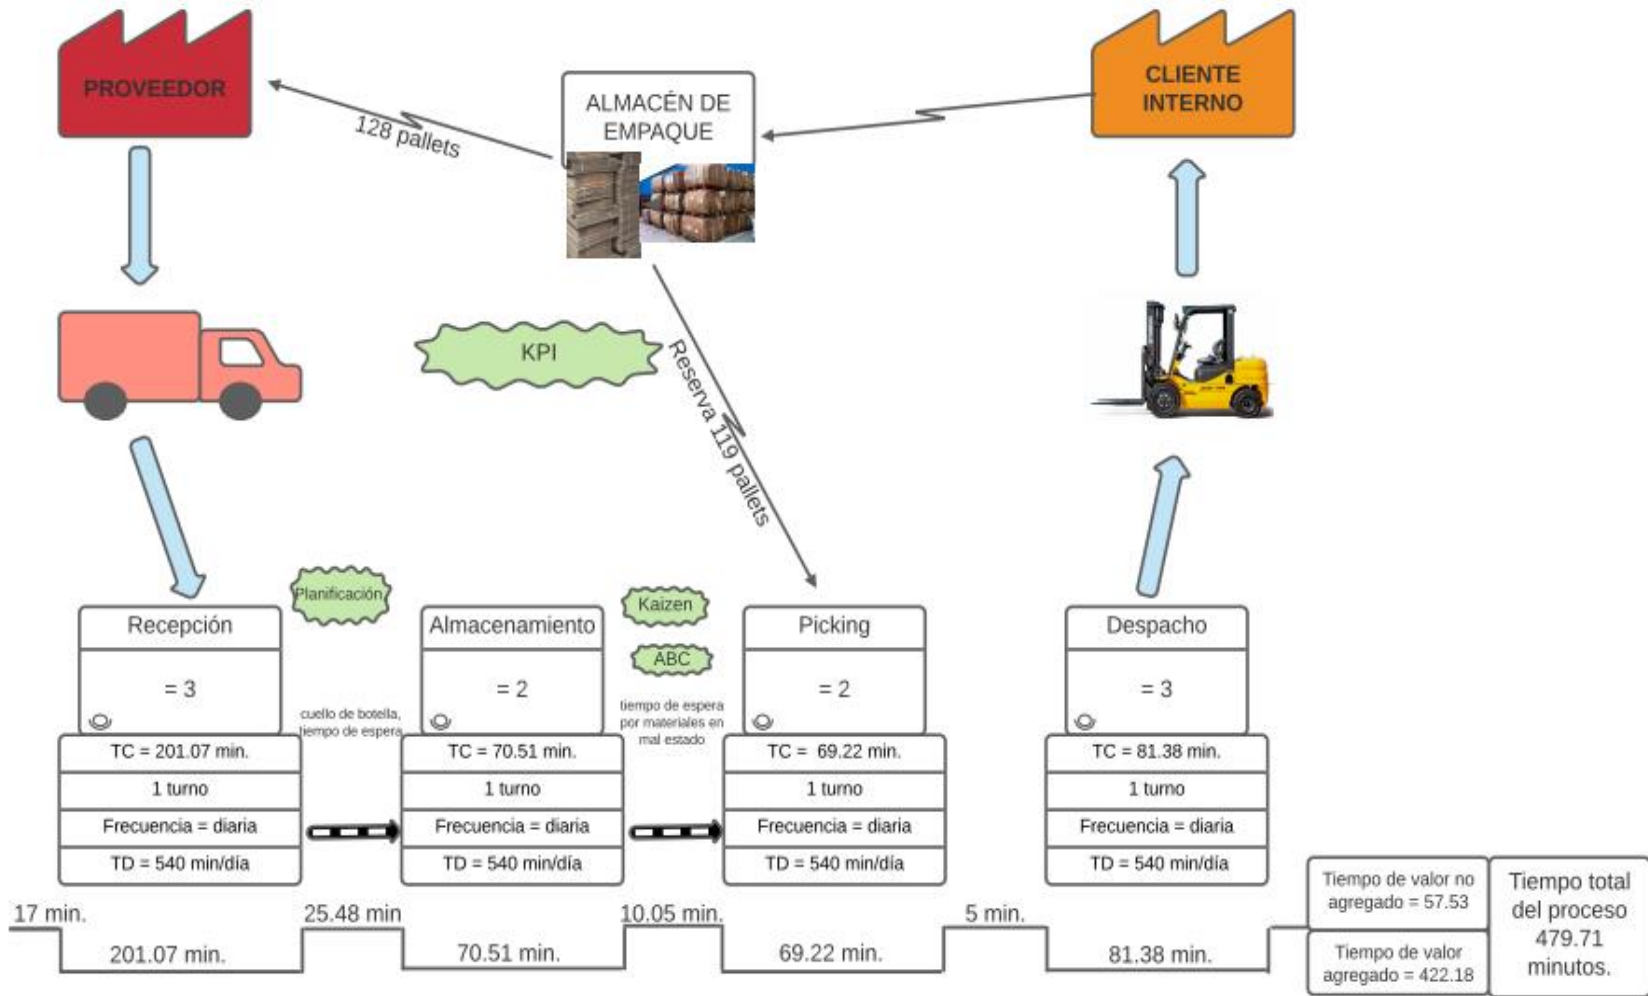 PROVEEDOR
128 pallets
ALMACÉN DE
EMPAQUE
CLIENTE
INTERNO
KPI
Reserva 119 pallets
Planificación
Kaizen
ABC
Recepción
= 3
cuello de botella,
tiempo de espera
TC = 201.07 min.
1 turno
Frecuencia = diaria
TD = 540 min/día
Almacenamiento
= 2
tiempo de espera
por materiales en
mal estado
TC = 70.51 min.
1 turno
Frecuencia = diaria
TD = 540 min/día
Picking
= 2
TC = 69.22 min.
1 turno
Frecuencia = diaria
TD = 540 min/día
Despacho
= 3
TC = 81.38 min.
1 turno
Frecuencia = diaria
TD = 540 min/día
17 min.
25.48 min
10.05 min.
5 min.
201.07 min.
70.51 min.
69.22 min.
81.38 min.
Tiempo de valor no
agregado = 57.53
Tiempo de valor
agregado = 422.18
Tiempo total
del proceso
479.71
minutos.